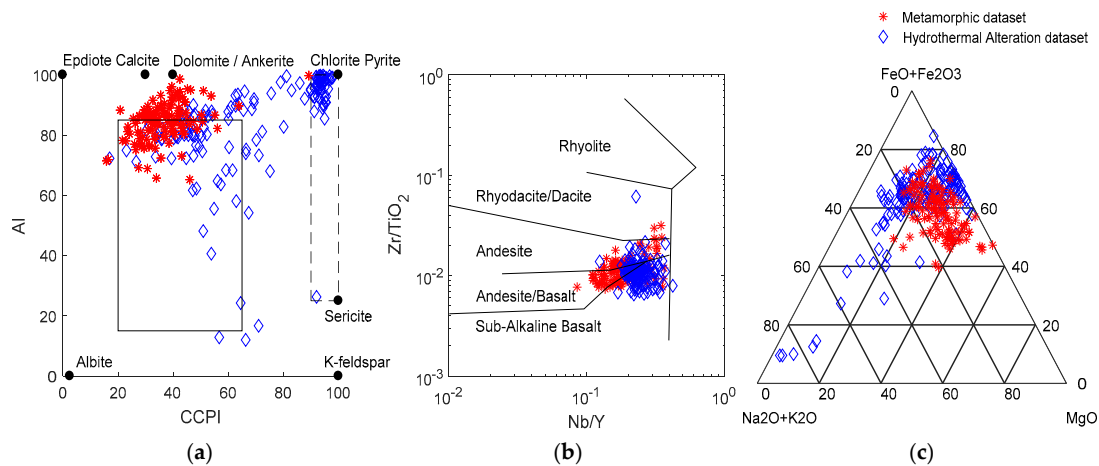 Metamorphic dataset
Hydrothermal Alteration dataset
(a)
(b)
(c)
Epdiote Calcite
Dolomite / Ankerite
Chlorite Pyrite
100
80
60
40
20
0
AI
Albite
Sericite
K-feldspar
0 20 40 60 80 100
CCPI
10^0
10^-1
10^-2
10^-3
Zr/TiO2
Rhyolite
Rhyodacite/Dacite
Andesite
Andesite/Basalt
Sub-Alkaline Basalt
10^-2 10^-1 10^0
Nb/Y
FeO+Fe2O3
0
20 80
40 60
60 40
80 20
0 20 40 60 80 0
Na2O+K2O
MgO
(a)
(b)
(c)